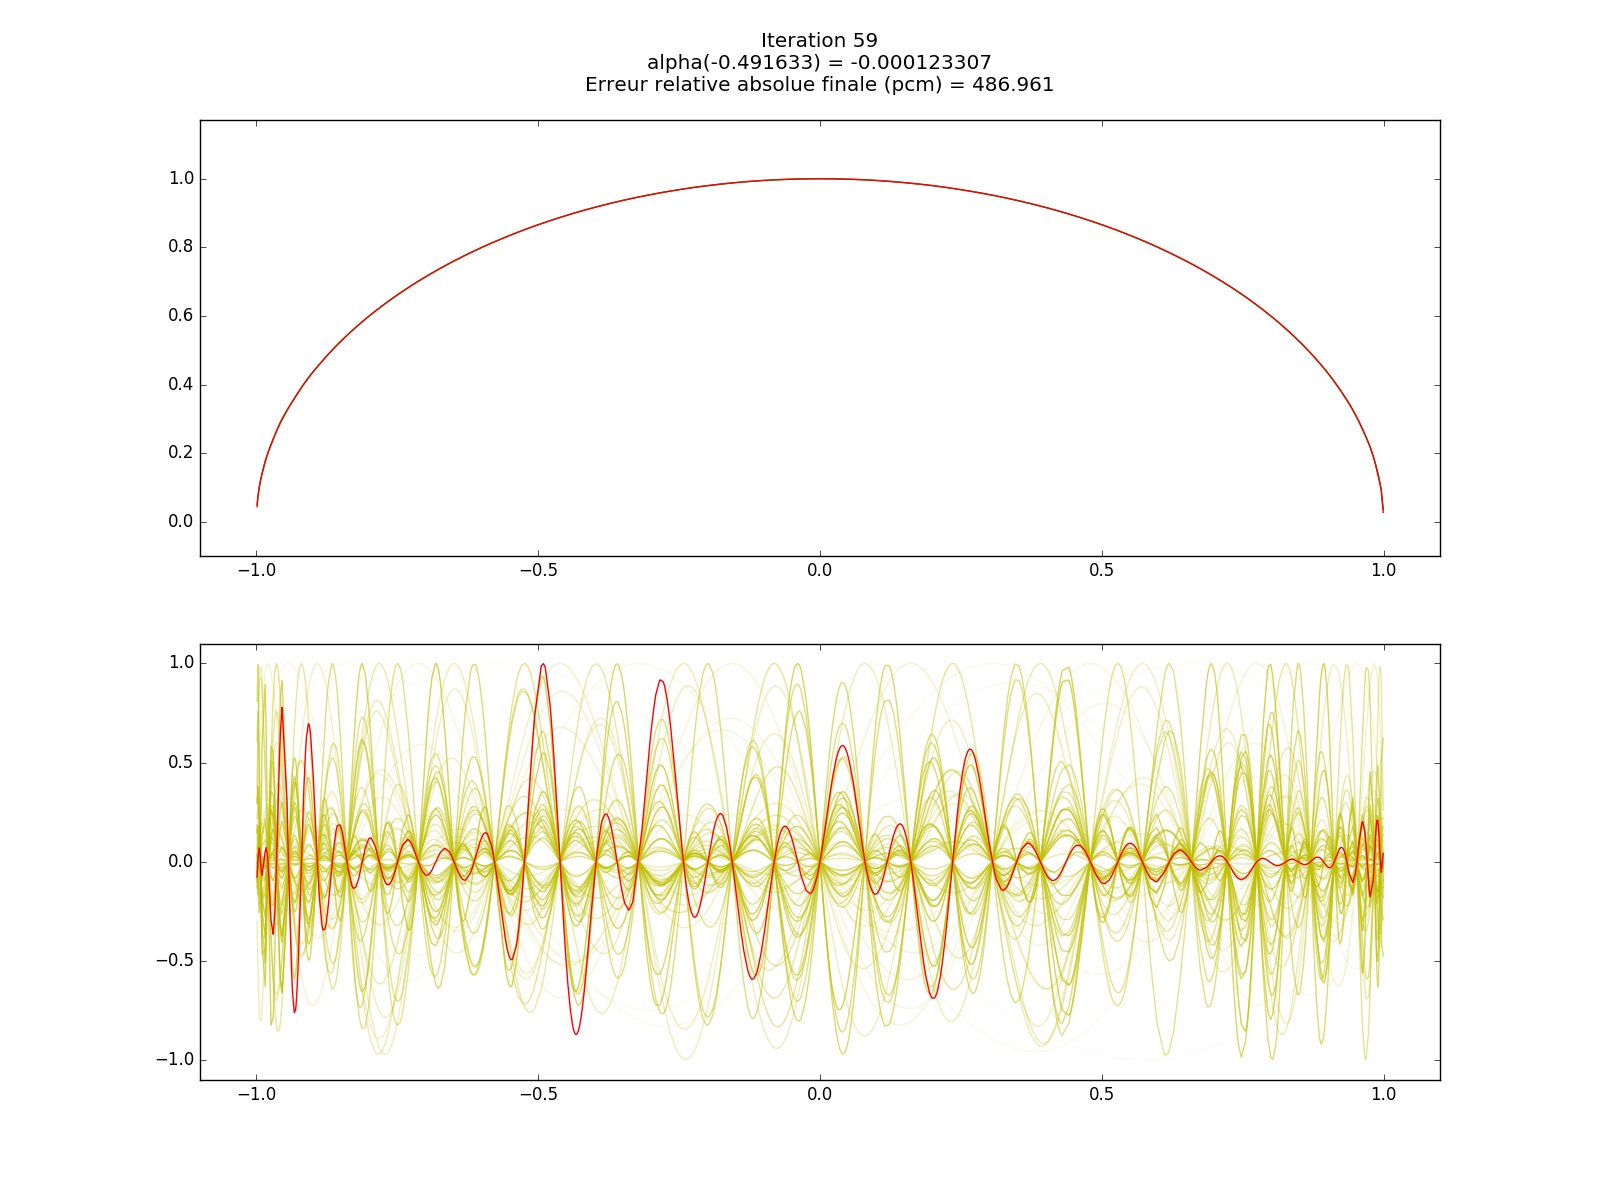 Iteration 59
alpha(-0.491633) = -0.000123307
Erreur relative absolue finale (pcm) = 486.961
1.0
0.8
0.6
0.4
0.2
0.0
−1.0 −0.5 0.0 0.5 1.0
1.0
0.5
0.0
−0.5
−1.0
−1.0 −0.5 0.0 0.5 1.0